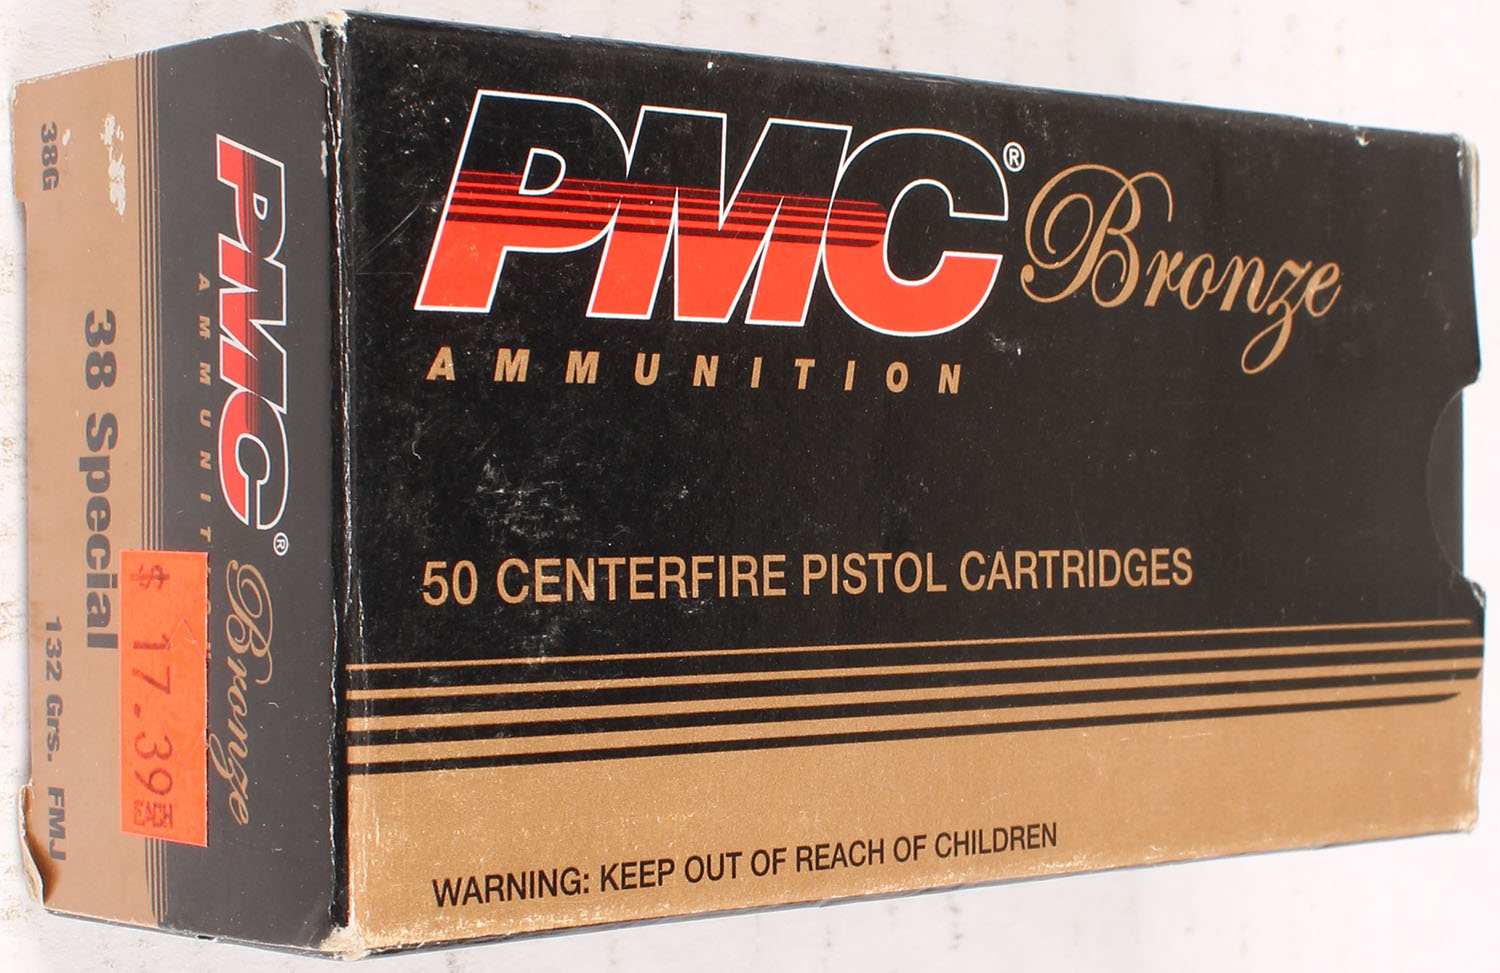 PMC® Bronze
AMMUNITION
50 CENTERFIRE PISTOL CARTRIDGES
WARNING: KEEP OUT OF REACH OF CHILDREN
PMC® Bronze
AMMUNIT
$ 17.39
EACH
38 Special
38G
132 Grs. FMJ